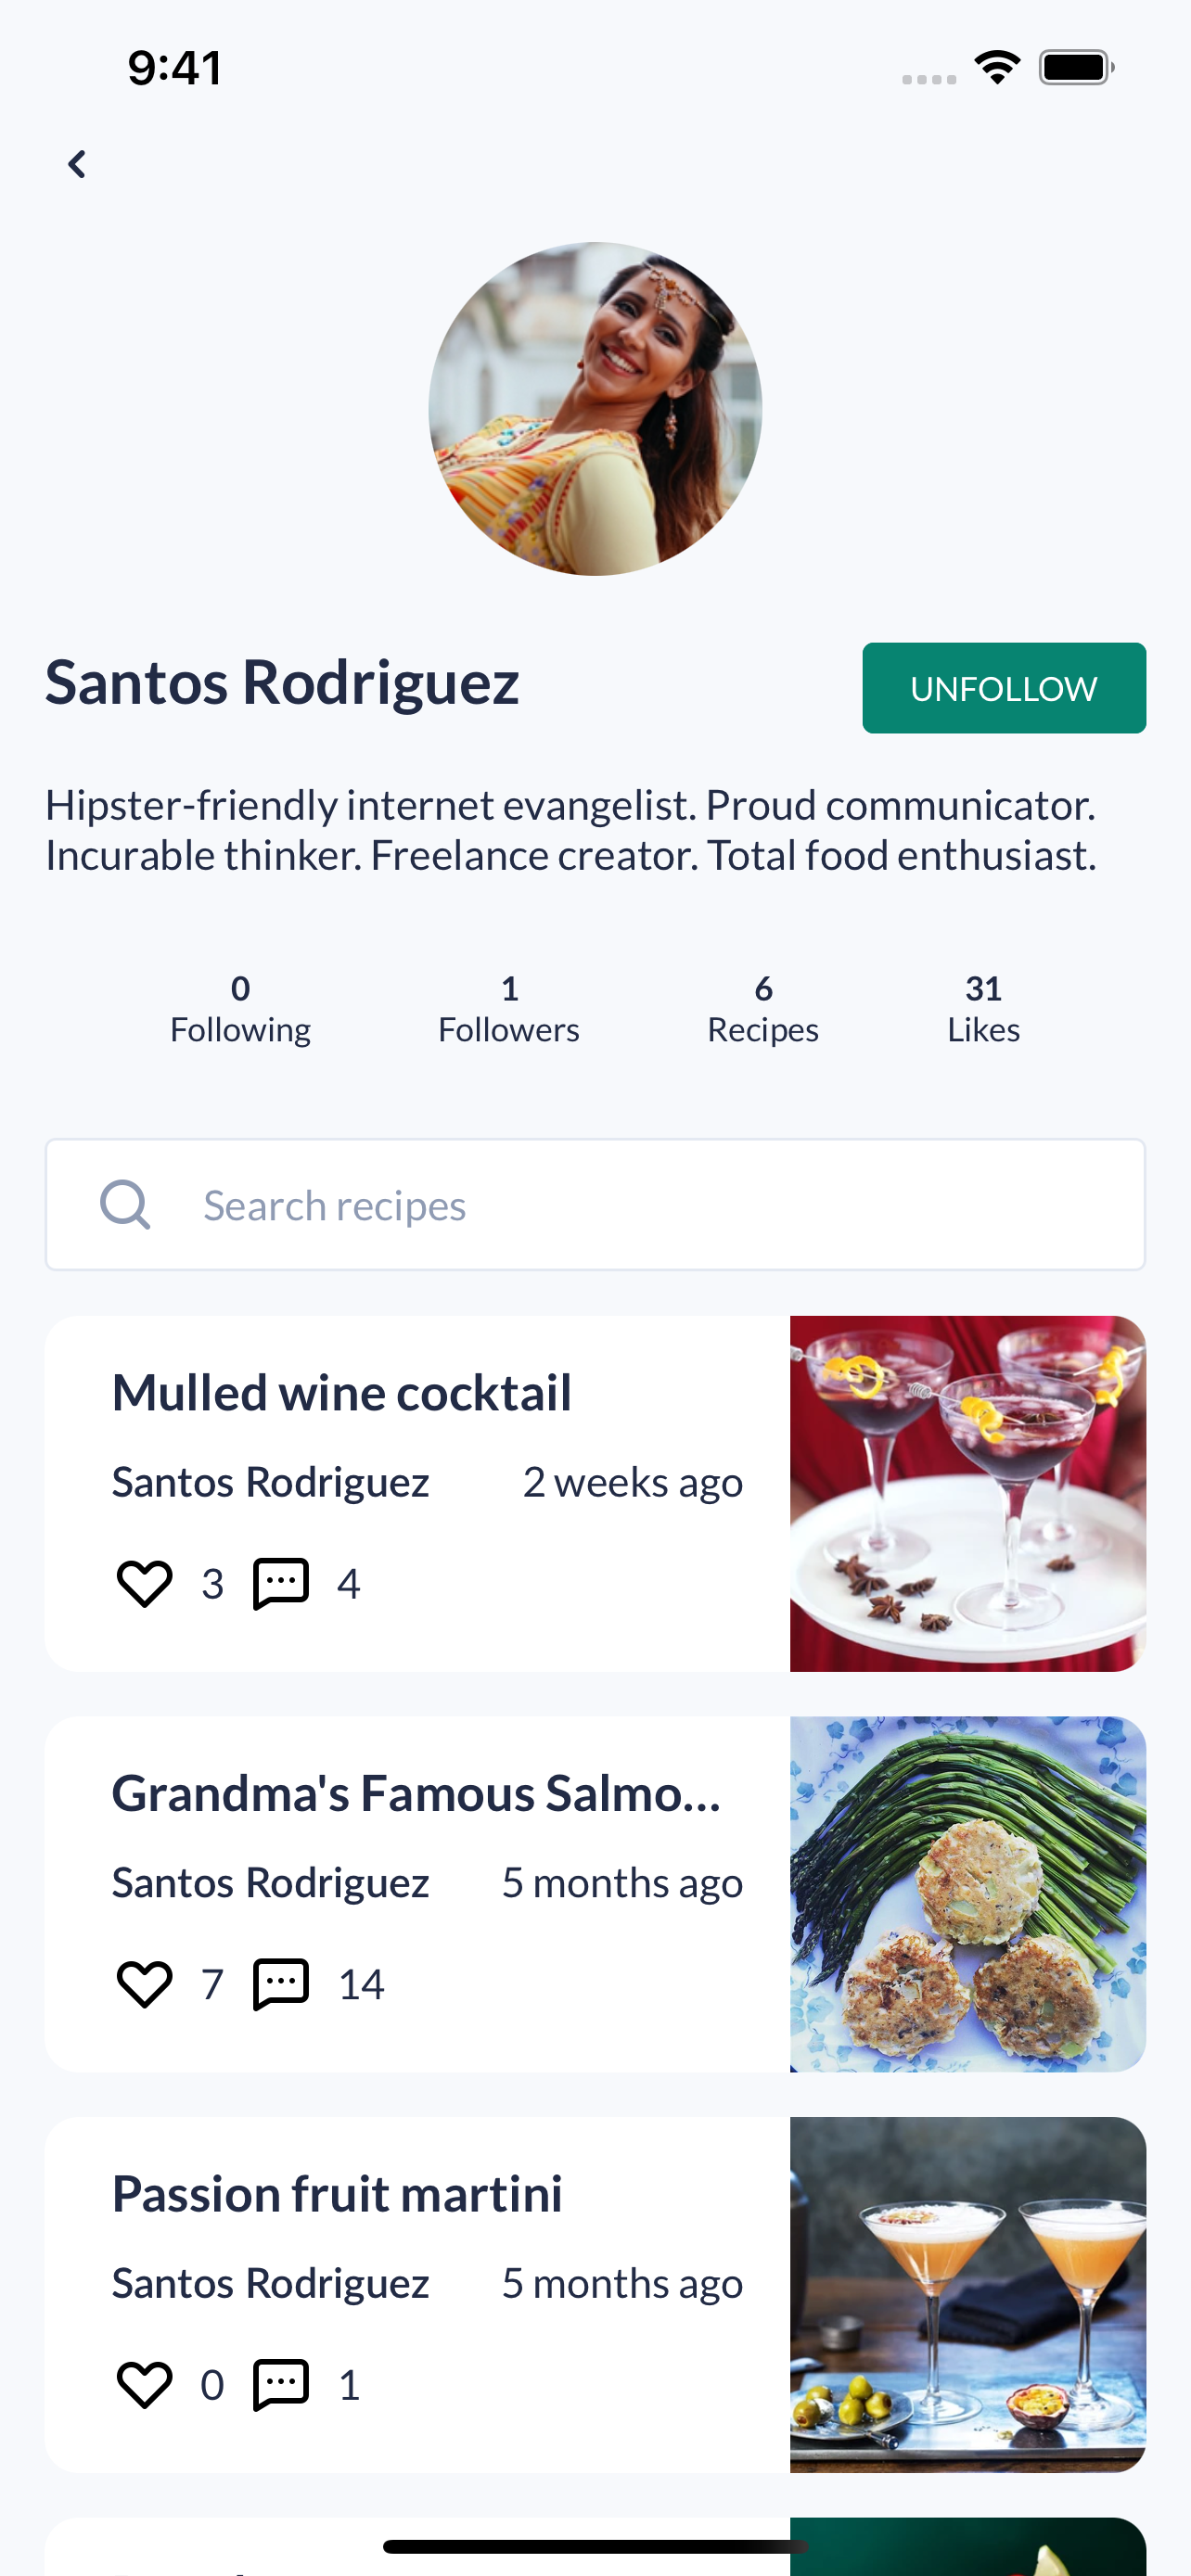 9:41
Santos Rodriguez
UNFOLLOW
Hipster-friendly internet evangelist. Proud communicator.
Incurable thinker. Freelance creator. Total food enthusiast.
0 1 6 31
Following Followers Recipes Likes
Search recipes
Mulled wine cocktail
Santos Rodriguez 2 weeks ago
3 4
Grandma's Famous Salmo...
Santos Rodriguez 5 months ago
7 14
Passion fruit martini
Santos Rodriguez 5 months ago
0 1